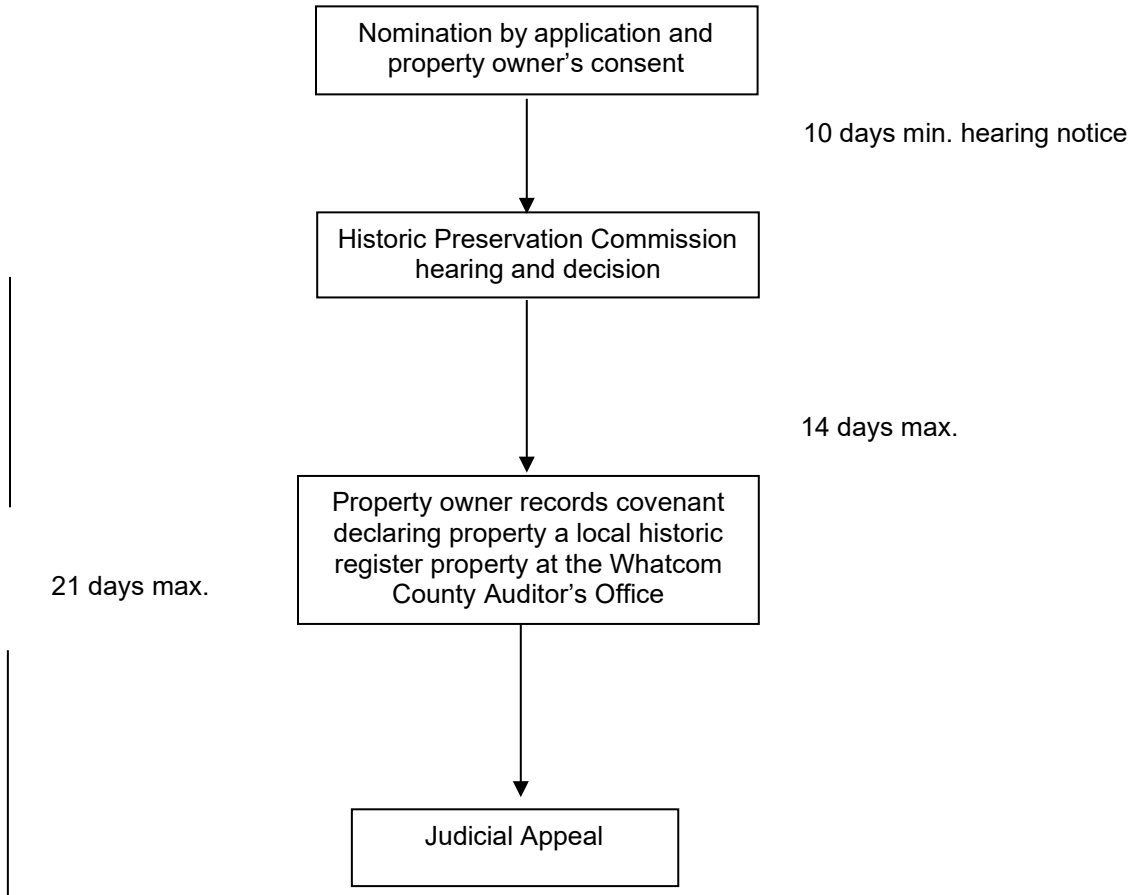 Nomination by application and
property owner’s consent
10 days min. hearing notice
Historic Preservation Commission
hearing and decision
14 days max.
Property owner records covenant
declaring property a local historic
register property at the Whatcom
County Auditor’s Office
21 days max.
Judicial Appeal